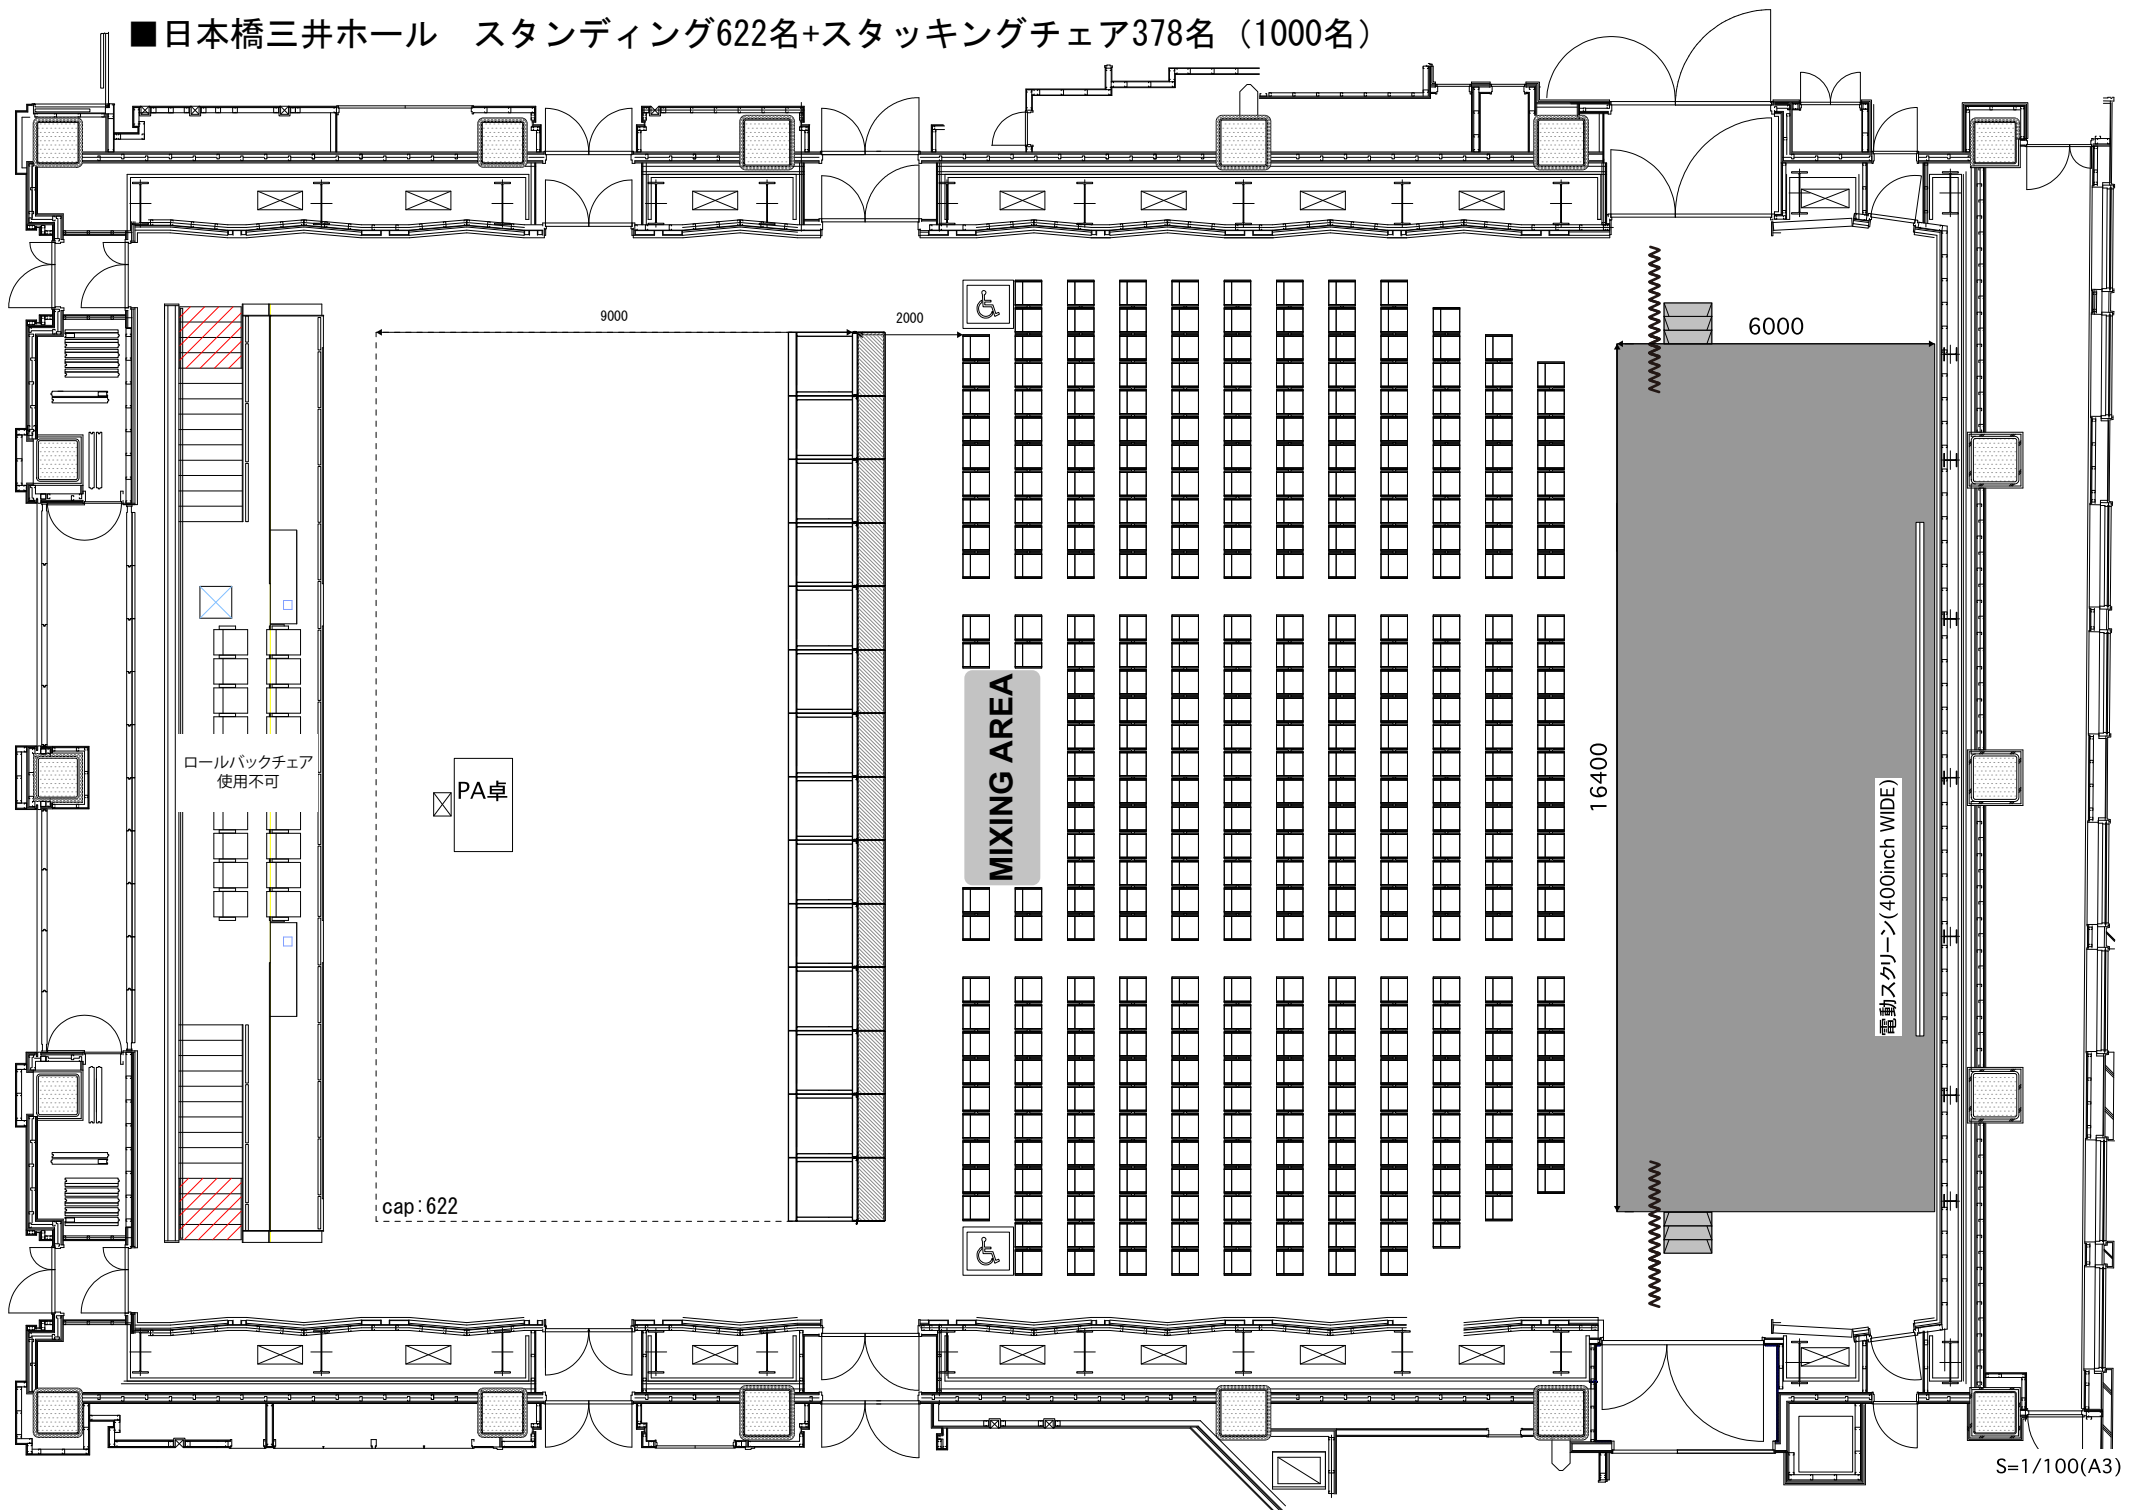 ■日本橋三井ホール　スタンディング622名+スタッキングチェア378名（1000名）
9000
2000
6000
ロールバックチェア
使用不可
PA卓
MIXING AREA
16400
電動スクリーン(400inch WIDE)
cap:622
S=1/100(A3)